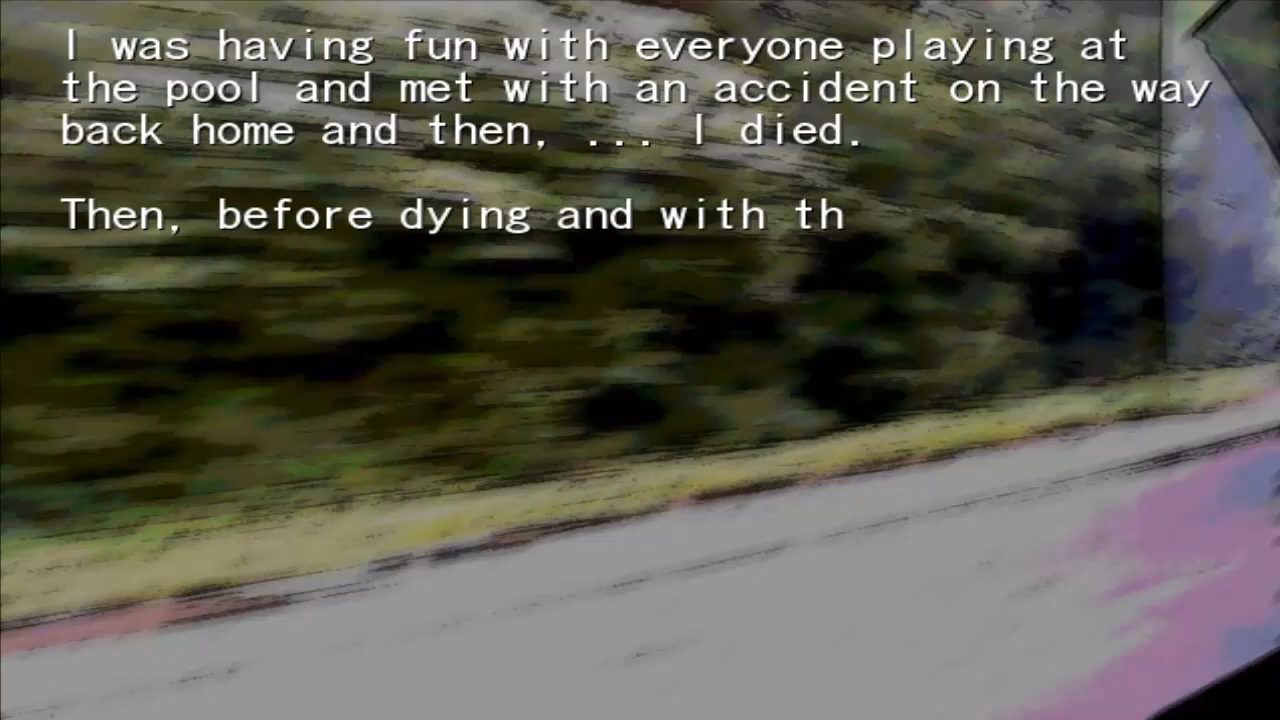 I was having fun with everyone playing at
the pool and met with an accident on the way
back home and then, ... I died.
Then, before dying and with th